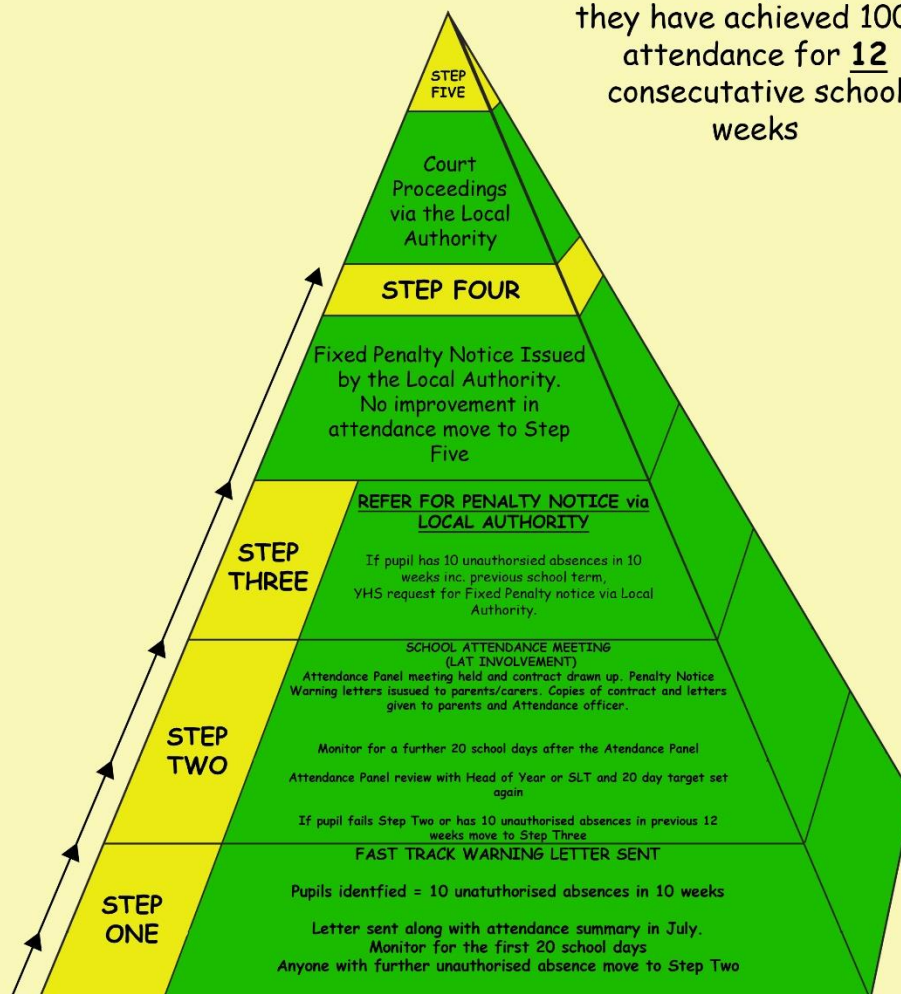 they have achieved 100
attendance for 12
consecutative school
weeks
STEP
FIVE
Court
Proceedings
via the Local
Authority
STEP FOUR
Fixed Penalty Notice Issued
by the Local Authority.
No improvement in
attendance move to Step
Five
STEP
THREE
REFER FOR PENALTY NOTICE via
LOCAL AUTHORITY
If pupil has 10 unauthorsied absences in 10
weeks inc. previous school term,
YHS request for Fixed Penalty notice via Local
Authority.
STEP
TWO
SCHOOL ATTENDANCE MEETING
(LAT INVOLVEMENT)
Attendance Panel meeting held and contract drawn up. Penalty Notice
Warning letters isusued to parents/carers. Copies of contract and letters
given to parents and Attendance officer.
Monitor for a further 20 school days after the Atendance Panel
Attendance Panel review with Head of Year or SLT and 20 day target set
again
If pupil fails Step Two or has 10 unauthorised absences in previous 12
weeks move to Step Three
STEP
ONE
FAST TRACK WARNING LETTER SENT
Pupils identfied = 10 unatuthorised absences in 10 weeks
Letter sent along with attendance summary in July.
Monitor for the first 20 school days
Anyone with further unauthorised absence move to Step Two